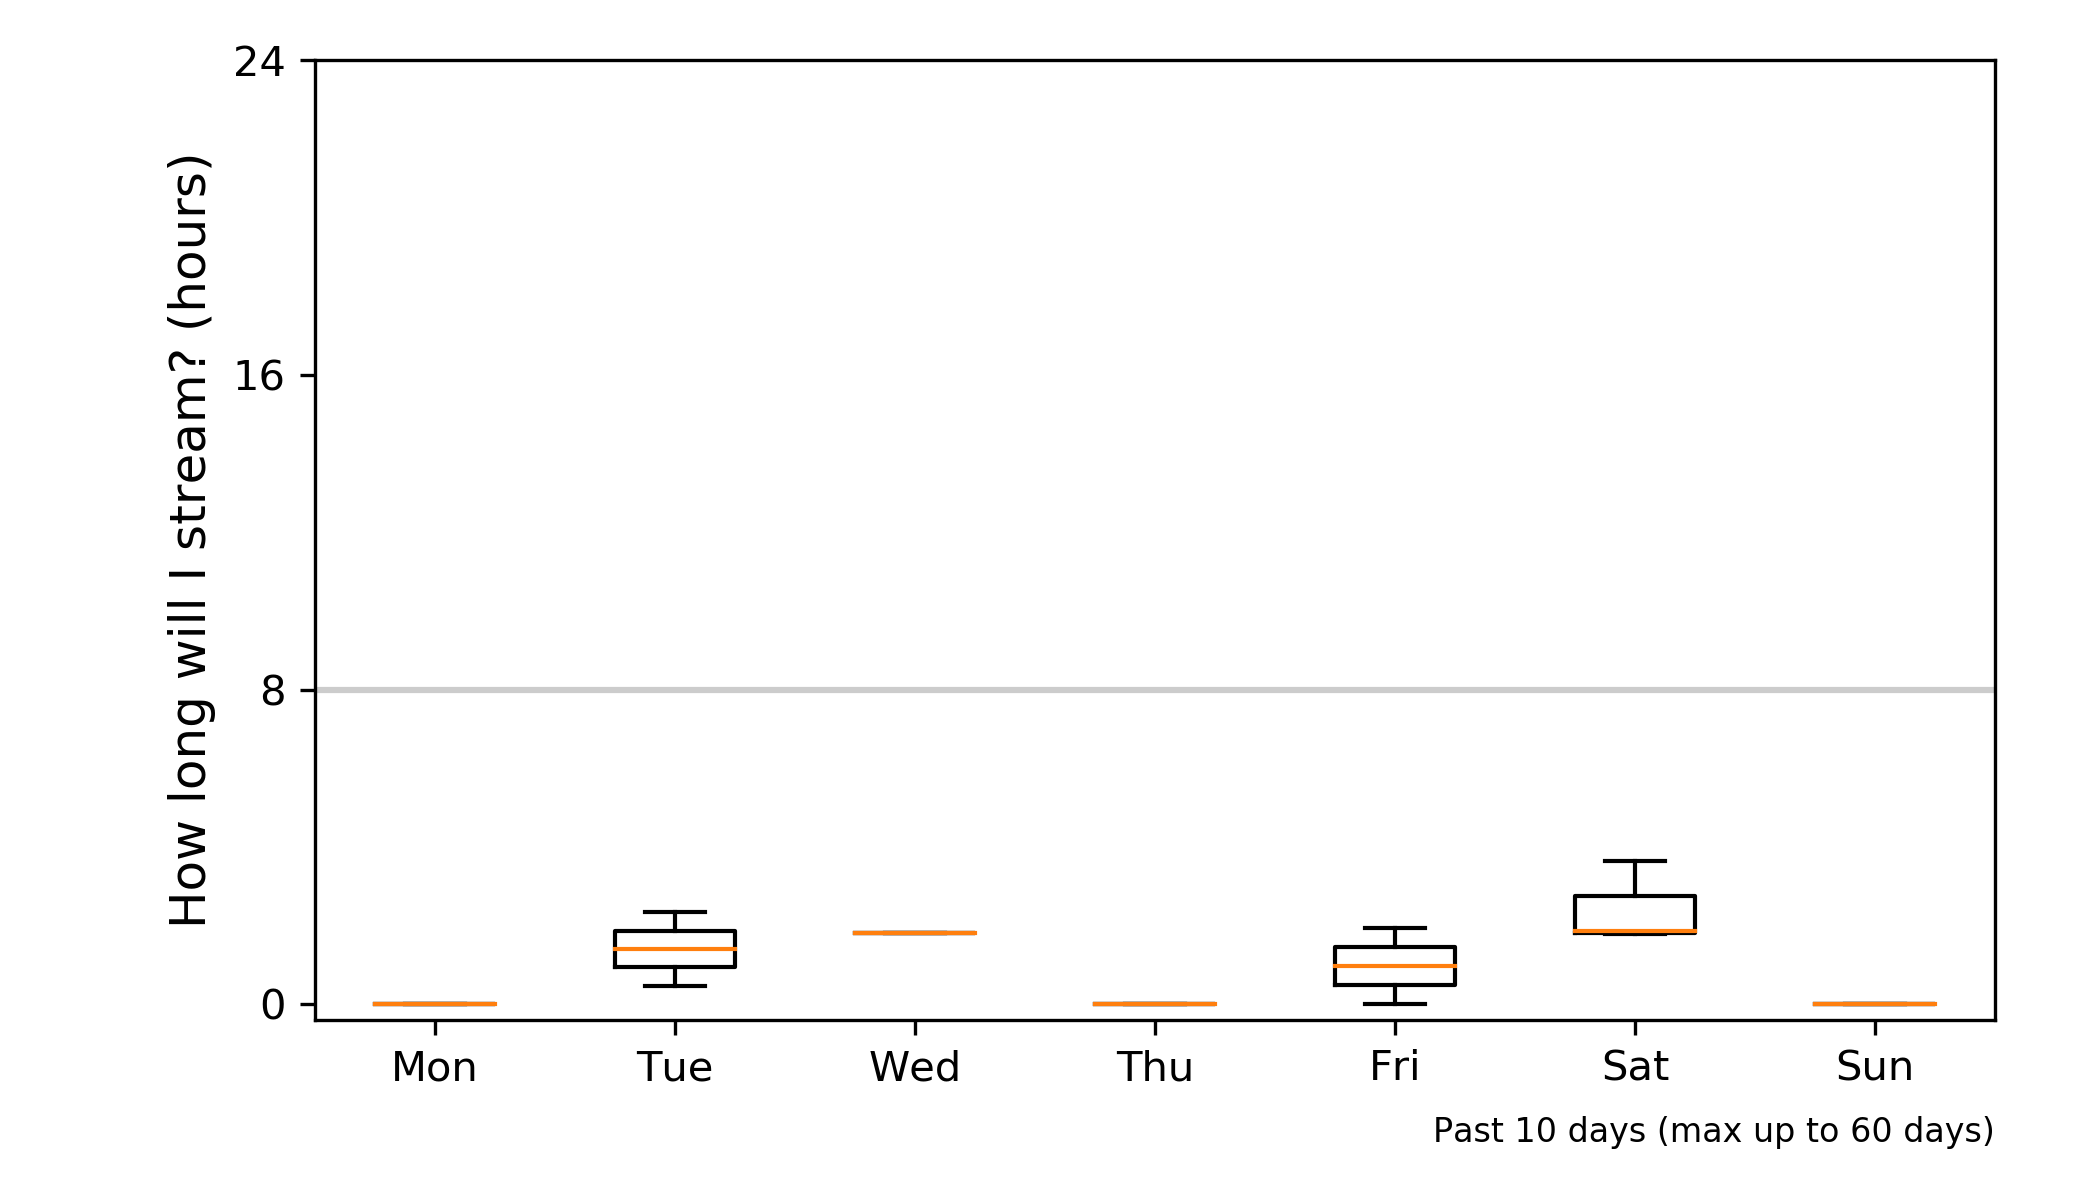 How long will I stream? (hours)
24
16
8
0
Mon Tue Wed Thu Fri Sat Sun
Past 10 days (max up to 60 days)